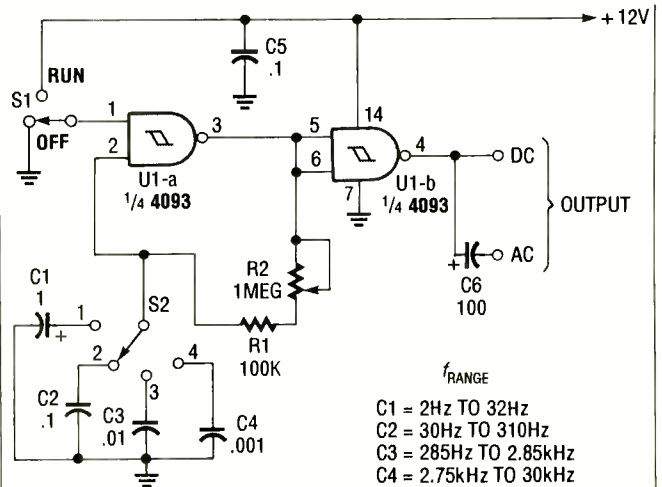 +12V
C5
.1
RUN
S1
OFF
1
2
3
U1-a
1/4 4093
5
6
14
4
7
U1-b
1/4 4093
DC
OUTPUT
AC
+
C6
100
R2
1MEG
R1
100K
C1
1
+
S2
1
2
3
4
C2
.1
C3
.01
C4
.001
fRANGE
C1 = 2Hz TO 32Hz
C2 = 30Hz TO 310Hz
C3 = 285Hz TO 2.85kHz
C4 = 2.75kHz TO 30kHz